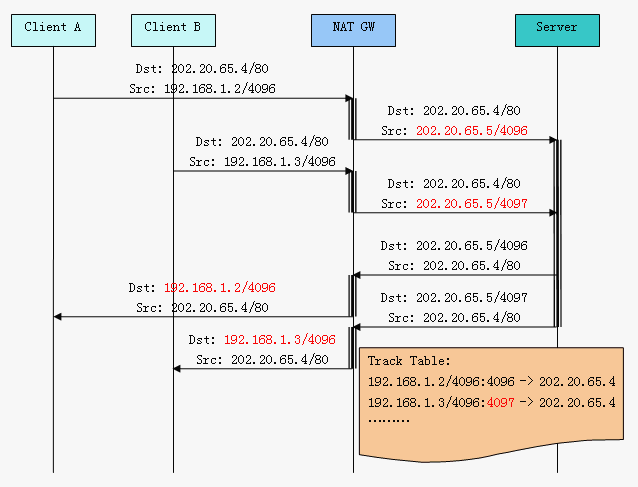 Client A
Client B
NAT GW
Server
Dst: 202.20.65.4/80
Src: 192.168.1.2/4096
Dst: 202.20.65.4/80
Src: 202.20.65.5/4096
Dst: 202.20.65.4/80
Src: 192.168.1.3/4096
Dst: 202.20.65.4/80
Src: 202.20.65.5/4097
Dst: 202.20.65.5/4096
Src: 202.20.65.4/80
Dst: 192.168.1.2/4096
Src: 202.20.65.4/80
Dst: 202.20.65.5/4097
Src: 202.20.65.4/80
Dst: 192.168.1.3/4096
Src: 202.20.65.4/80
Track Table:
192.168.1.2/4096:4096 -> 202.20.65.4
192.168.1.3/4096:4097 -> 202.20.65.4
………